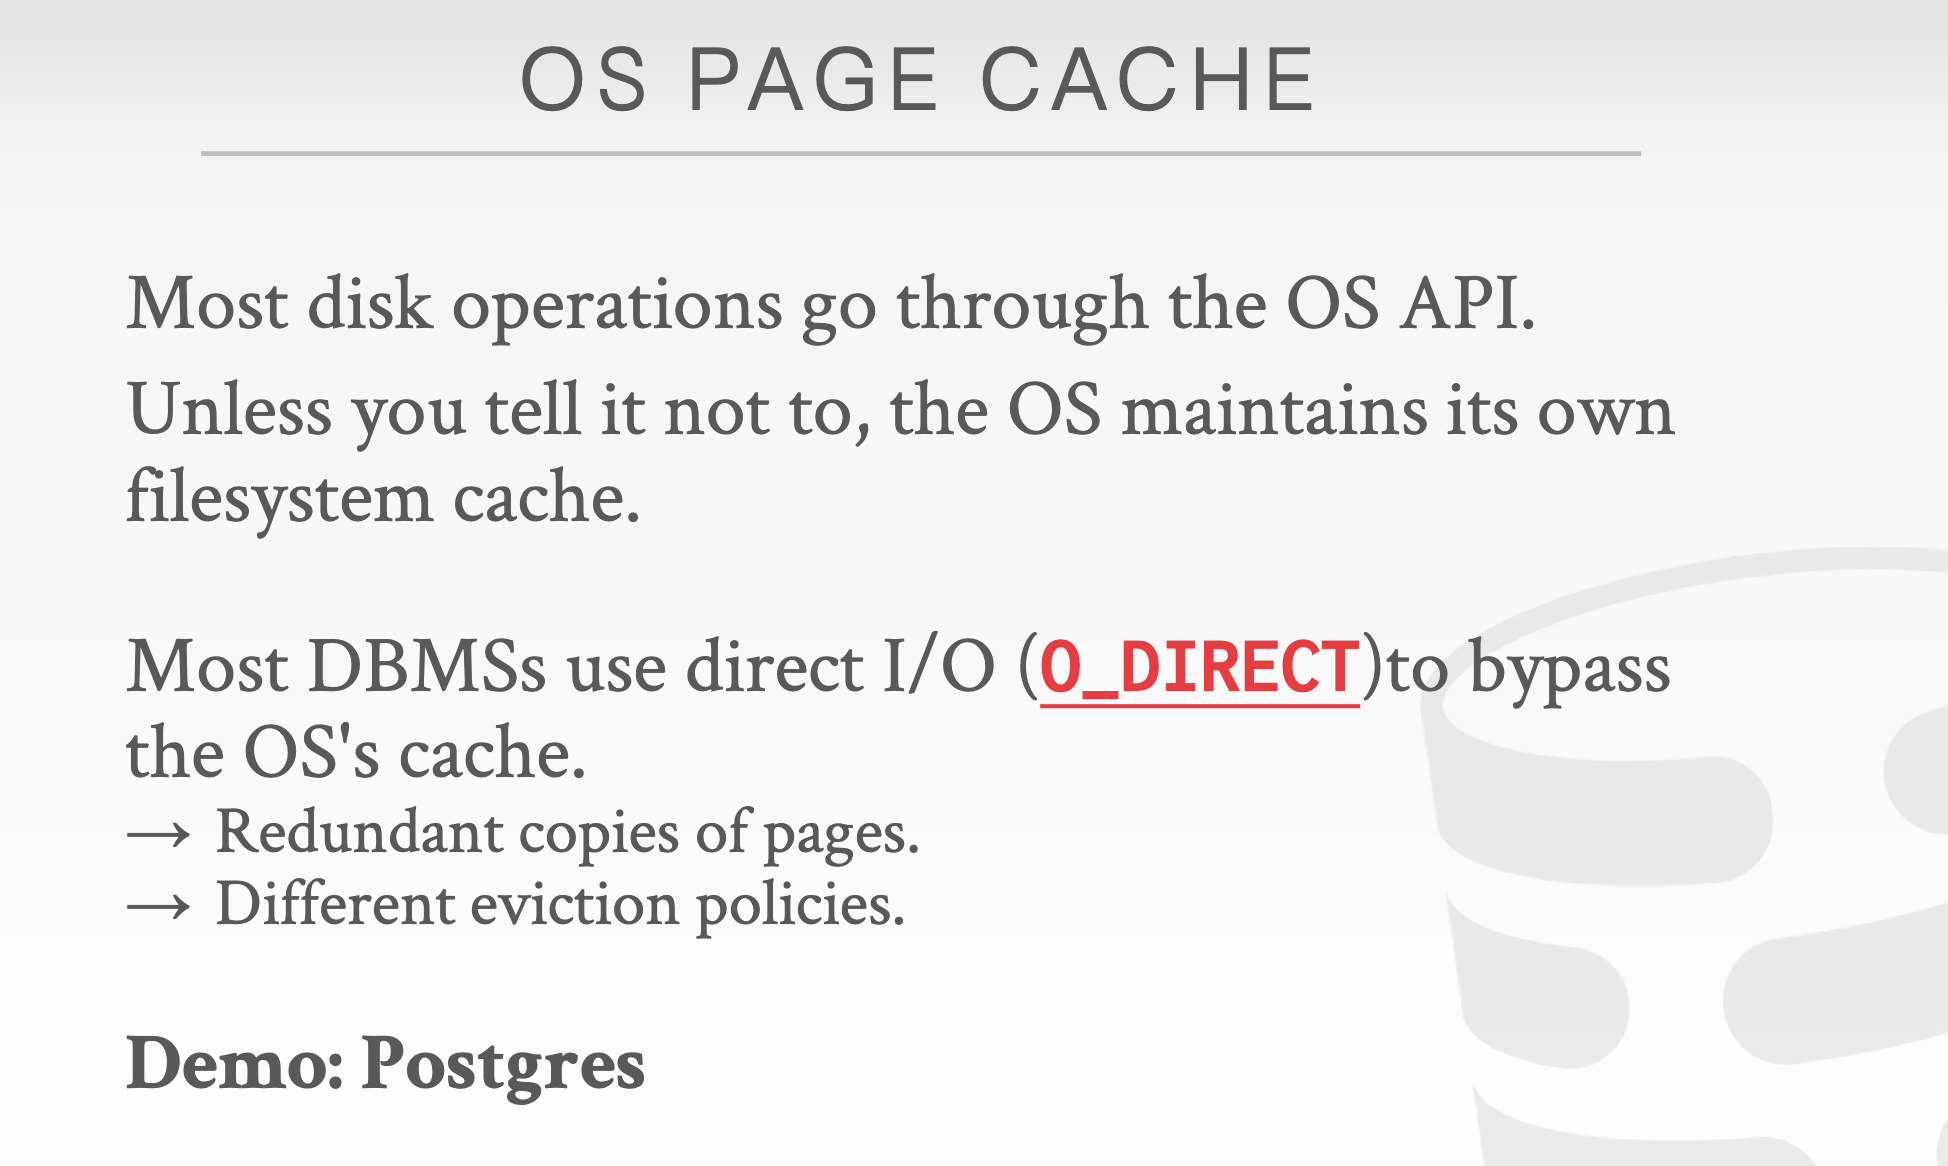 OS PAGE CACHE
Most disk operations go through the OS API.
Unless you tell it not to, the OS maintains its own
filesystem cache.
Most DBMSs use direct I/O (O_DIRECT)to bypass
the OS's cache.
→ Redundant copies of pages.
→ Different eviction policies.
Demo: Postgres